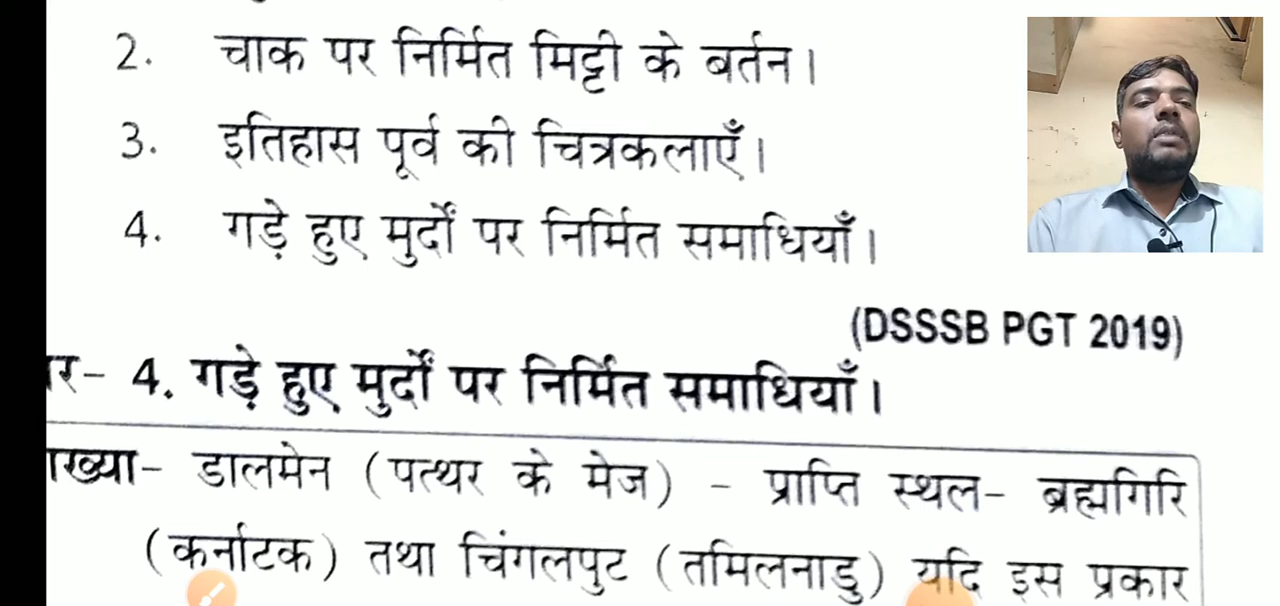 2. चाक पर निर्मित मिट्टी के बर्तन।
3. इतिहास पूर्व की चित्रकलाएँ।
4. गड़े हुए मुर्दों पर निर्मित समाधियाँ।
(DSSSB PGT 2019)
र– 4. गड़े हुए मुर्दों पर निर्मित समाधियाँ।
ाख्या– डालमेन (पत्थर के मेज) – प्राप्ति स्थल– ब्रह्मगिरि
(कर्नाटक) तथा चिंगलपुट (तमिलनाडु) यदि इस प्रकार